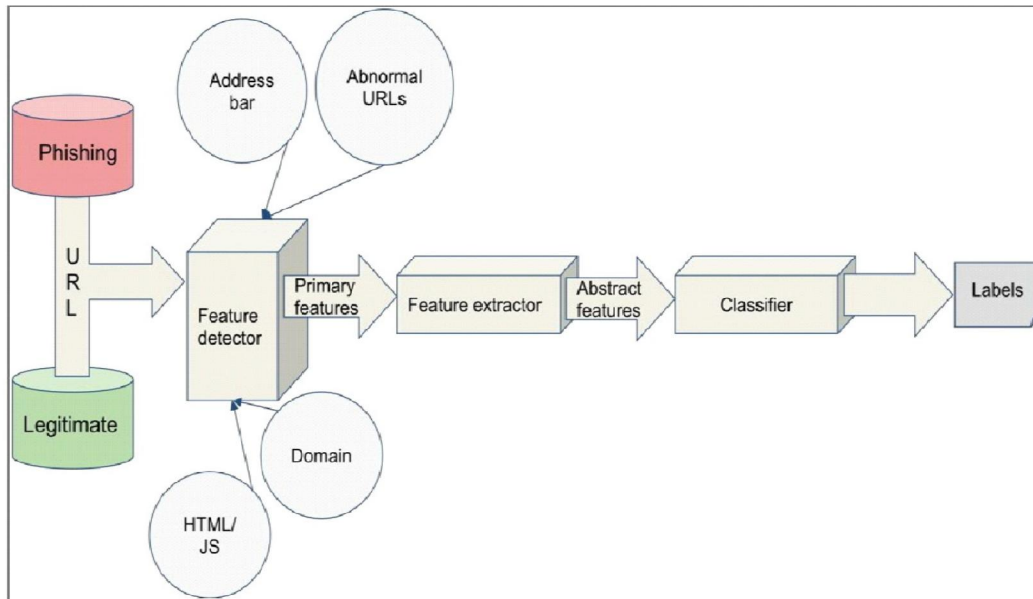 Address
bar
Abnormal
URLs
Phishing
U
R
L
Legitimate
Feature
detector
Primary
features
Feature extractor
Abstract
features
Classifier
Labels
Domain
HTML/
JS